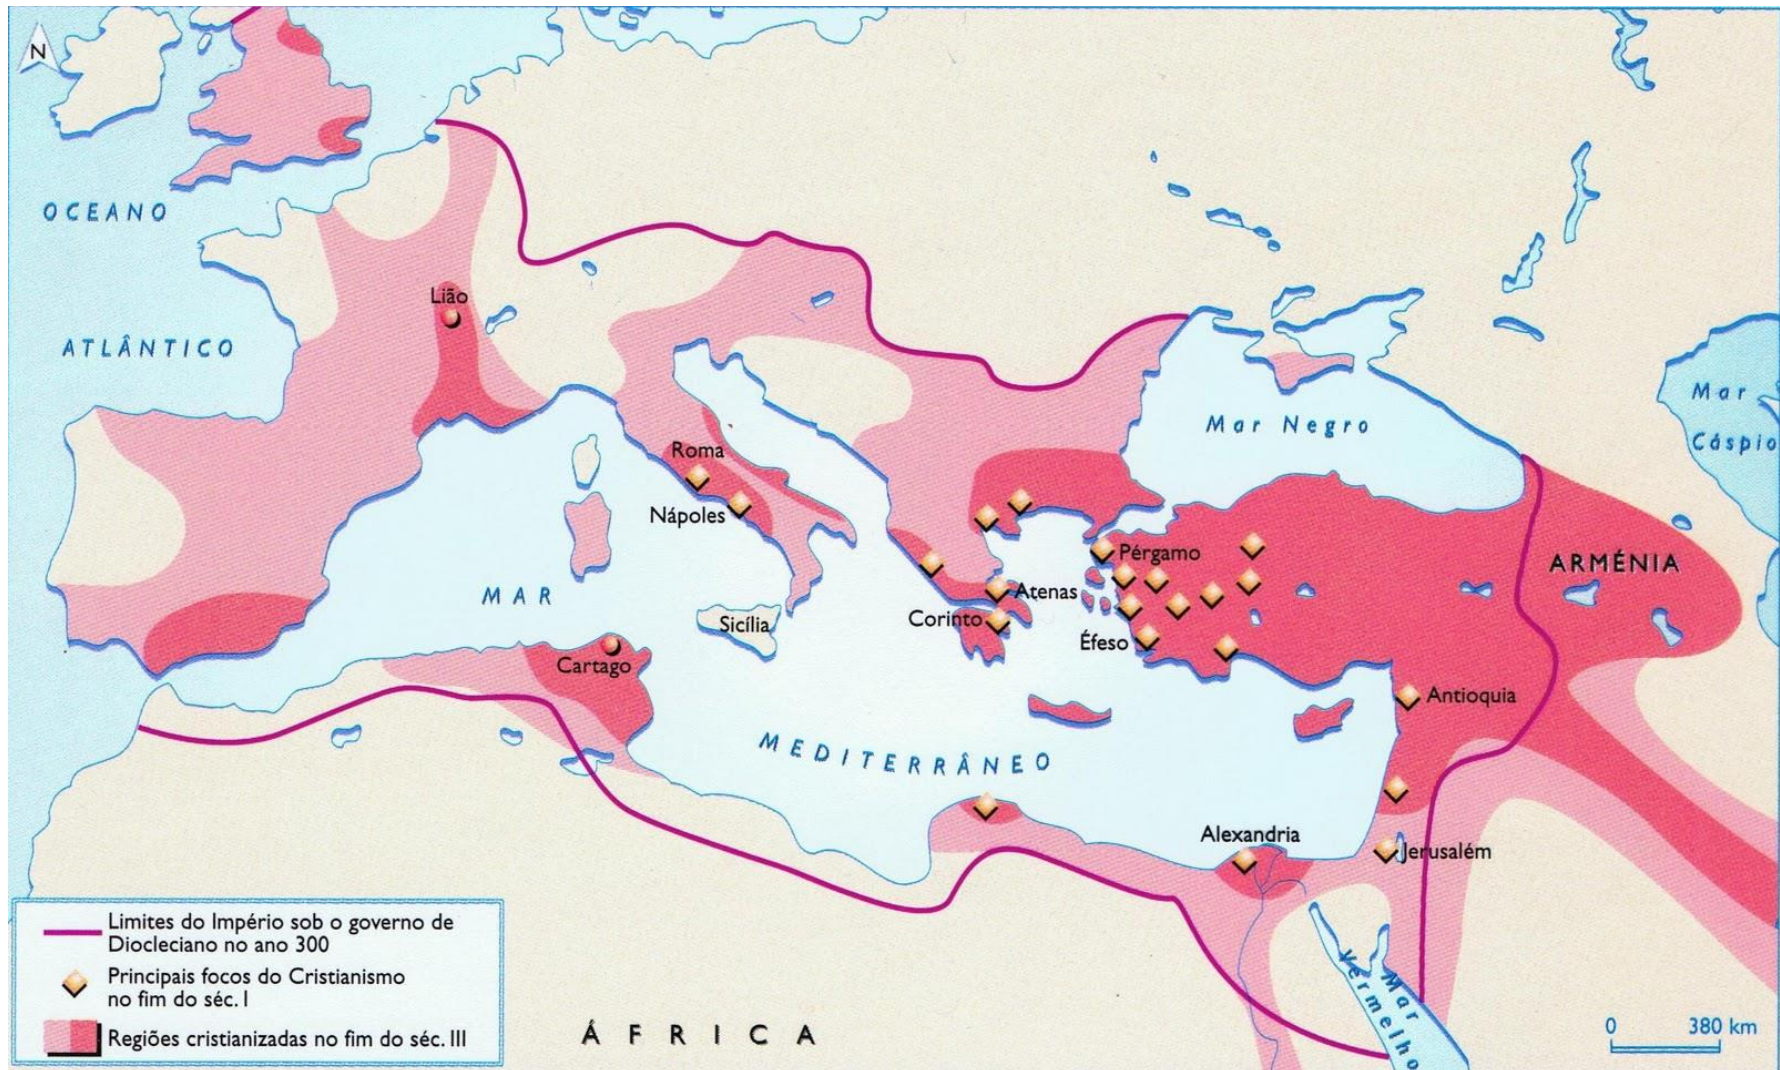 N
OCEANO
ATLÂNTICO
Lião
Roma
Nápoles
MAR
Sicília
Cartago
MEDITERRÂNEO
Mar Negro
Mar
Cáspio
Pérgamo
Atenas
Corinto
Éfeso
ARMÉNIA
Antioquia
Alexandria
Jerusalém
Mar
Vermelho
ÁFRICA
Limites do Império sob o governo de
Diocleciano no ano 300
Principais focos do Cristianismo
no fim do séc. I
Regiões cristianizadas no fim do séc. III
0 380 km